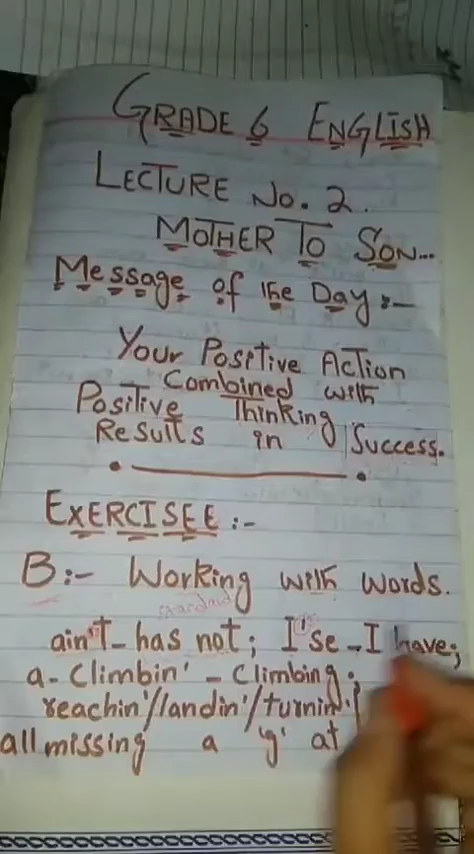 GRADE 6 ENGLISH
LECTURE No. 2.
MOTHER TO SON...
Message of the Day :-
Your Positive Action
Combined with
Positive Thinking
Results in Success.
EXERCISEE :-
B:- Working with words.
standard
ain't - has not; I'se - I have;
a-Climbin' - Climbing;
reachin'/landin'/turnin'
all missing a 'g' at